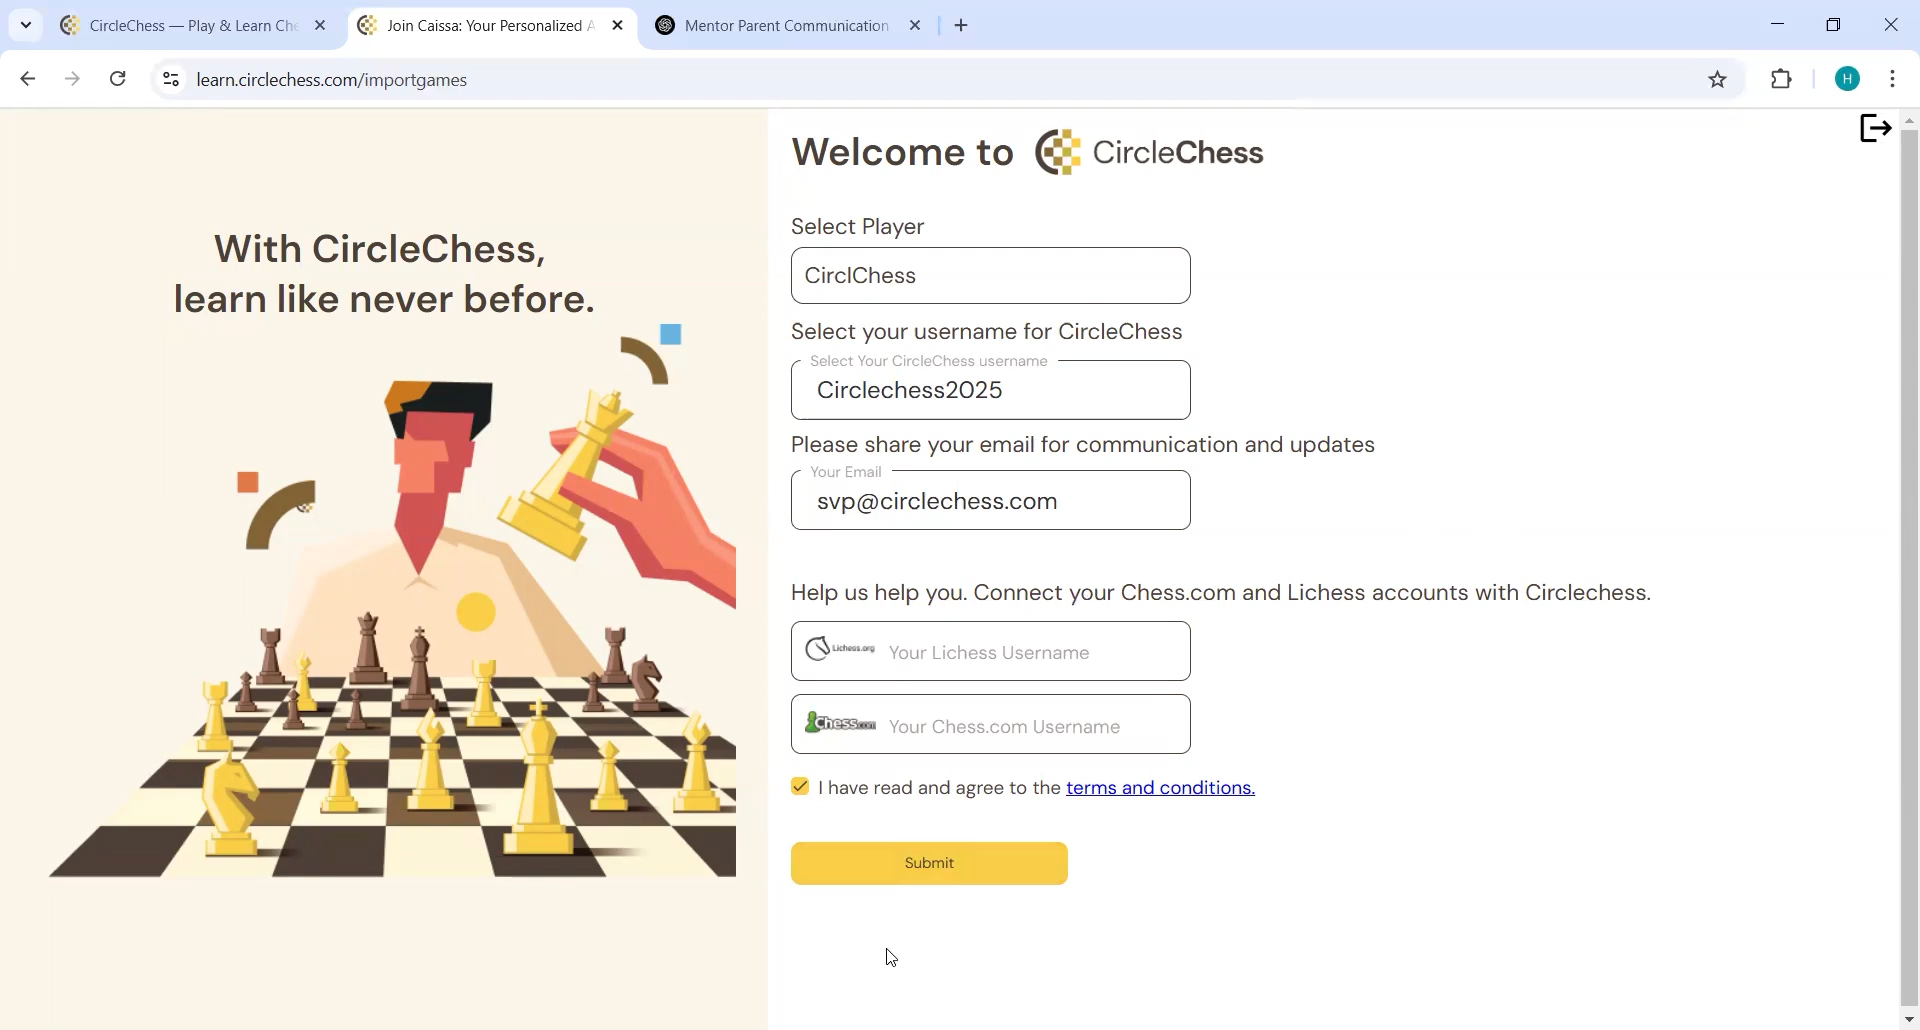 CircleChess — Play & Learn Che
Join Caissa: Your Personalized A
Mentor Parent Communication
learn.circlechess.com/importgames
H
With CircleChess,
learn like never before.
Welcome to CircleChess
Select Player
CirclChess
Select your username for CircleChess
Select Your CircleChess username
Circlechess2025
Please share your email for communication and updates
Your Email
svp@circlechess.com
Help us help you. Connect your Chess.com and Lichess accounts with Circlechess.
Lichess.org Your Lichess Username
Chess.com Your Chess.com Username
I have read and agree to the terms and conditions.
Submit